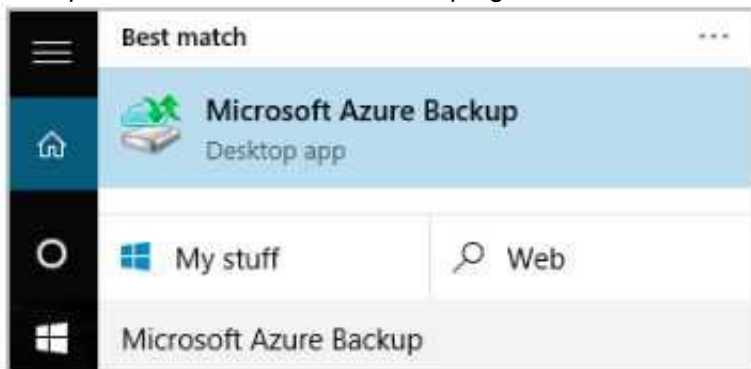 Best match
Microsoft Azure Backup
Desktop app
My stuff
Web
Microsoft Azure Backup